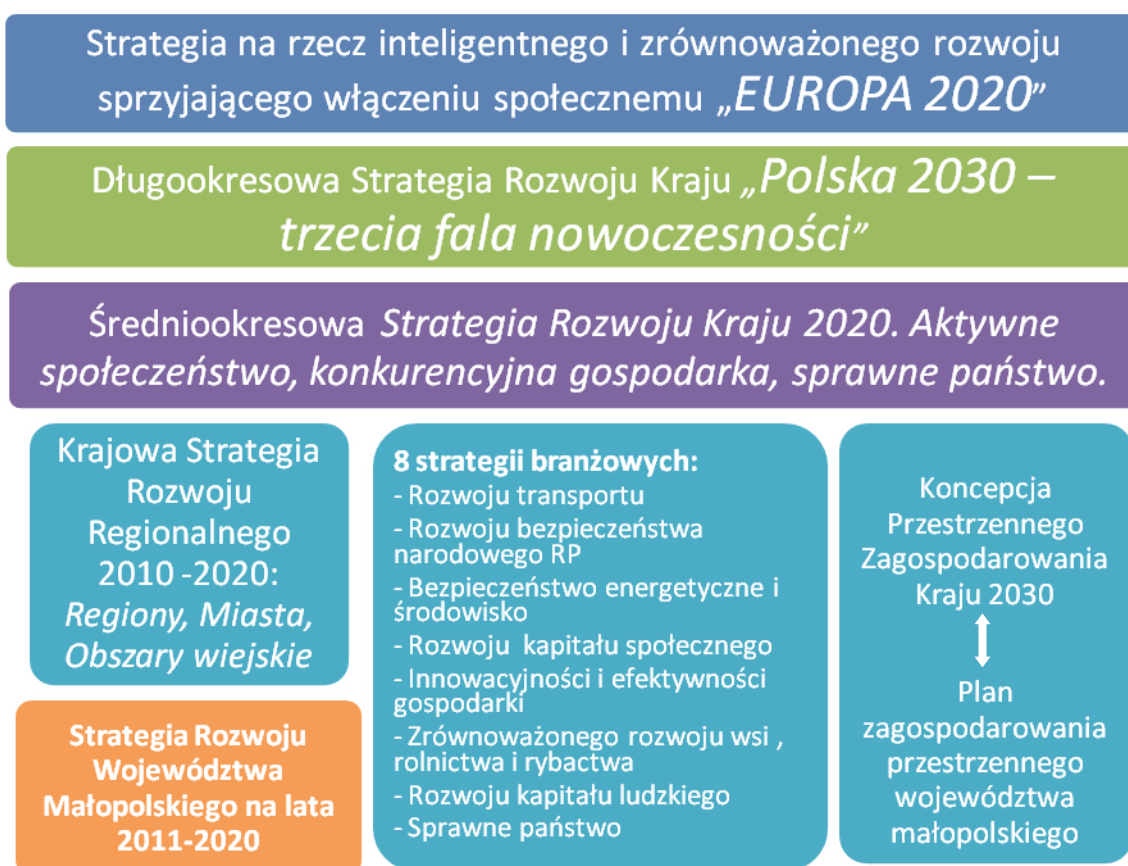 Strategia na rzecz inteligentnego i zrównoważonego rozwoju
sprzyjającego włączeniu społecznemu „EUROPA 2020”
Długookresowa Strategia Rozwoju Kraju „Polska 2030 –
trzecia fala nowoczesności”
Średniookresowa Strategia Rozwoju Kraju 2020. Aktywne
społeczeństwo, konkurencyjna gospodarka, sprawne państwo.
Krajowa Strategia
Rozwoju
Regionalnego
2010 -2020:
Regiony, Miasta,
Obszary wiejskie
Strategia Rozwoju
Województwa
Małopolskiego na lata
2011-2020
8 strategii branżowych:
- Rozwoju transportu
- Rozwoju bezpieczeństwa
narodowego RP
- Bezpieczeństwo energetyczne i
środowisko
- Rozwoju kapitału społecznego
- Innowacyjności i efektywności
gospodarki
- Zrównoważonego rozwoju wsi ,
rolnictwa i rybactwa
- Rozwoju kapitału ludzkiego
- Sprawne państwo
Koncepcja
Przestrzennego
Zagospodarowania
Kraju 2030
Plan
zagospodarowania
przestrzennego
województwa
małopolskiego